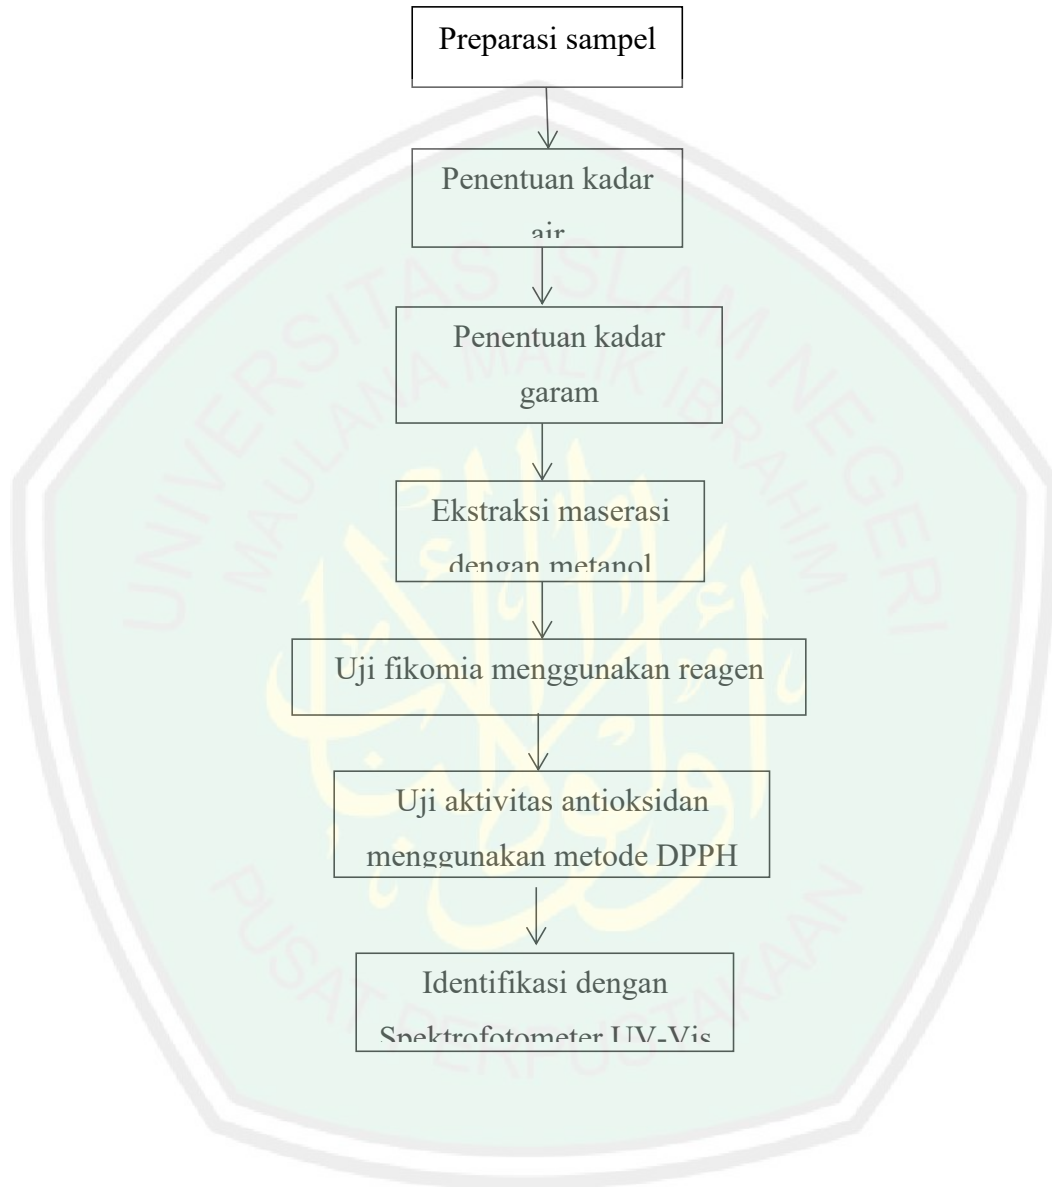 Preparasi sampel
Penentuan kadar
air
Penentuan kadar
garam
Ekstraksi maserasi
dengan metanol
Uji fikomia menggunakan reagen
Uji aktivitas antioksidan
menggunakan metode DPPH
Identifikasi dengan
Spektrofotometer UV-Vis
UNIVERSITAS ISLAM NEGERI
MAULANA MALIK IBRAHIM
PUSAT PERPUSTAKAAN